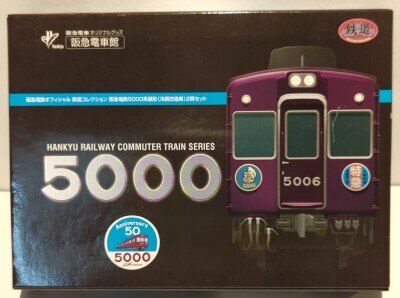 阪急電車オリジナルグッズ
阪急電車館
鉄道
阪急電鉄オフィシャル 鉄道コレクション 阪急電鉄5000系原形(冷房改造車)2両セット
HANKYU RAILWAY COMMUTER TRAIN SERIES
5000
5006
特急
Anniversary
50
5000